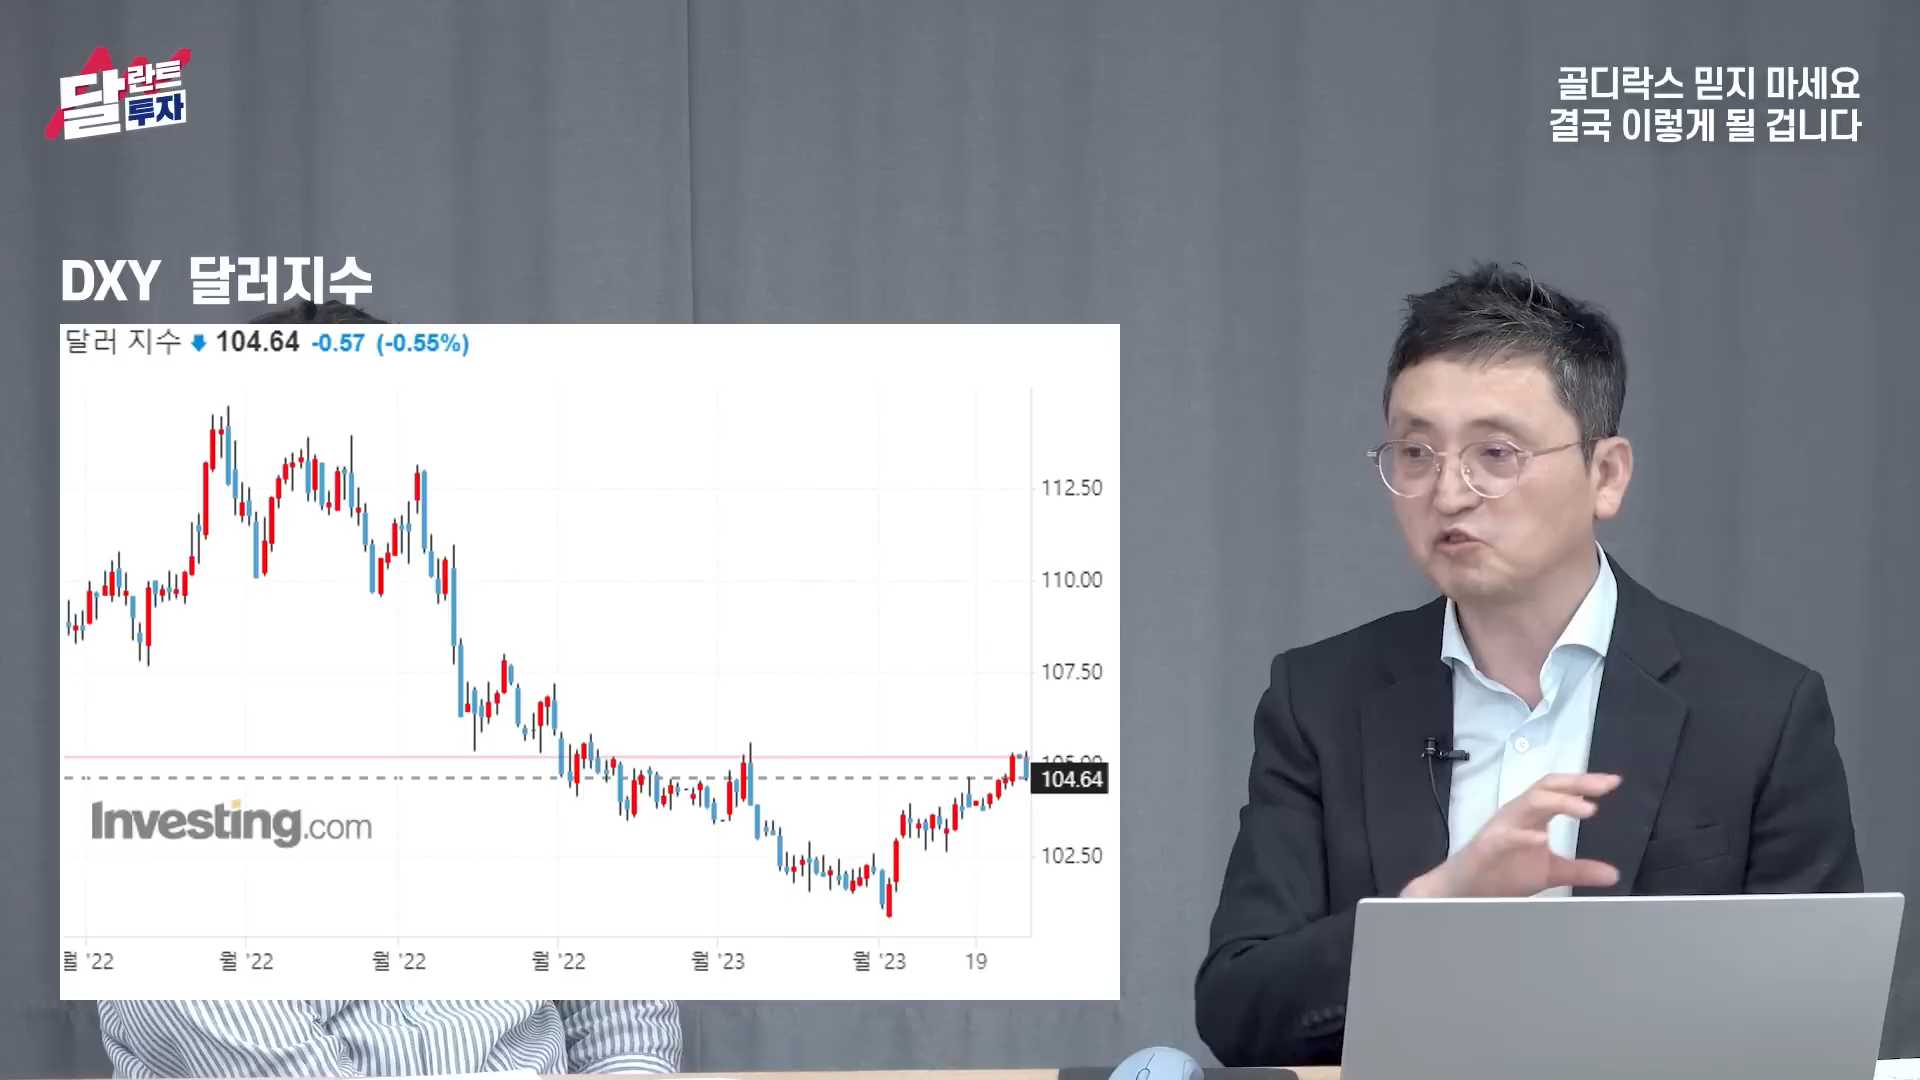 달란트
투자
골디락스 믿지 마세요
결국 이렇게 될 겁니다
DXY 달러지수
달러 지수 104.64 -0.57 (-0.55%)
112.50
110.00
107.50
104.64
102.50
Investing.com
월 '22
월 '22
월 '22
월 '22
월 '23
월 '23
19